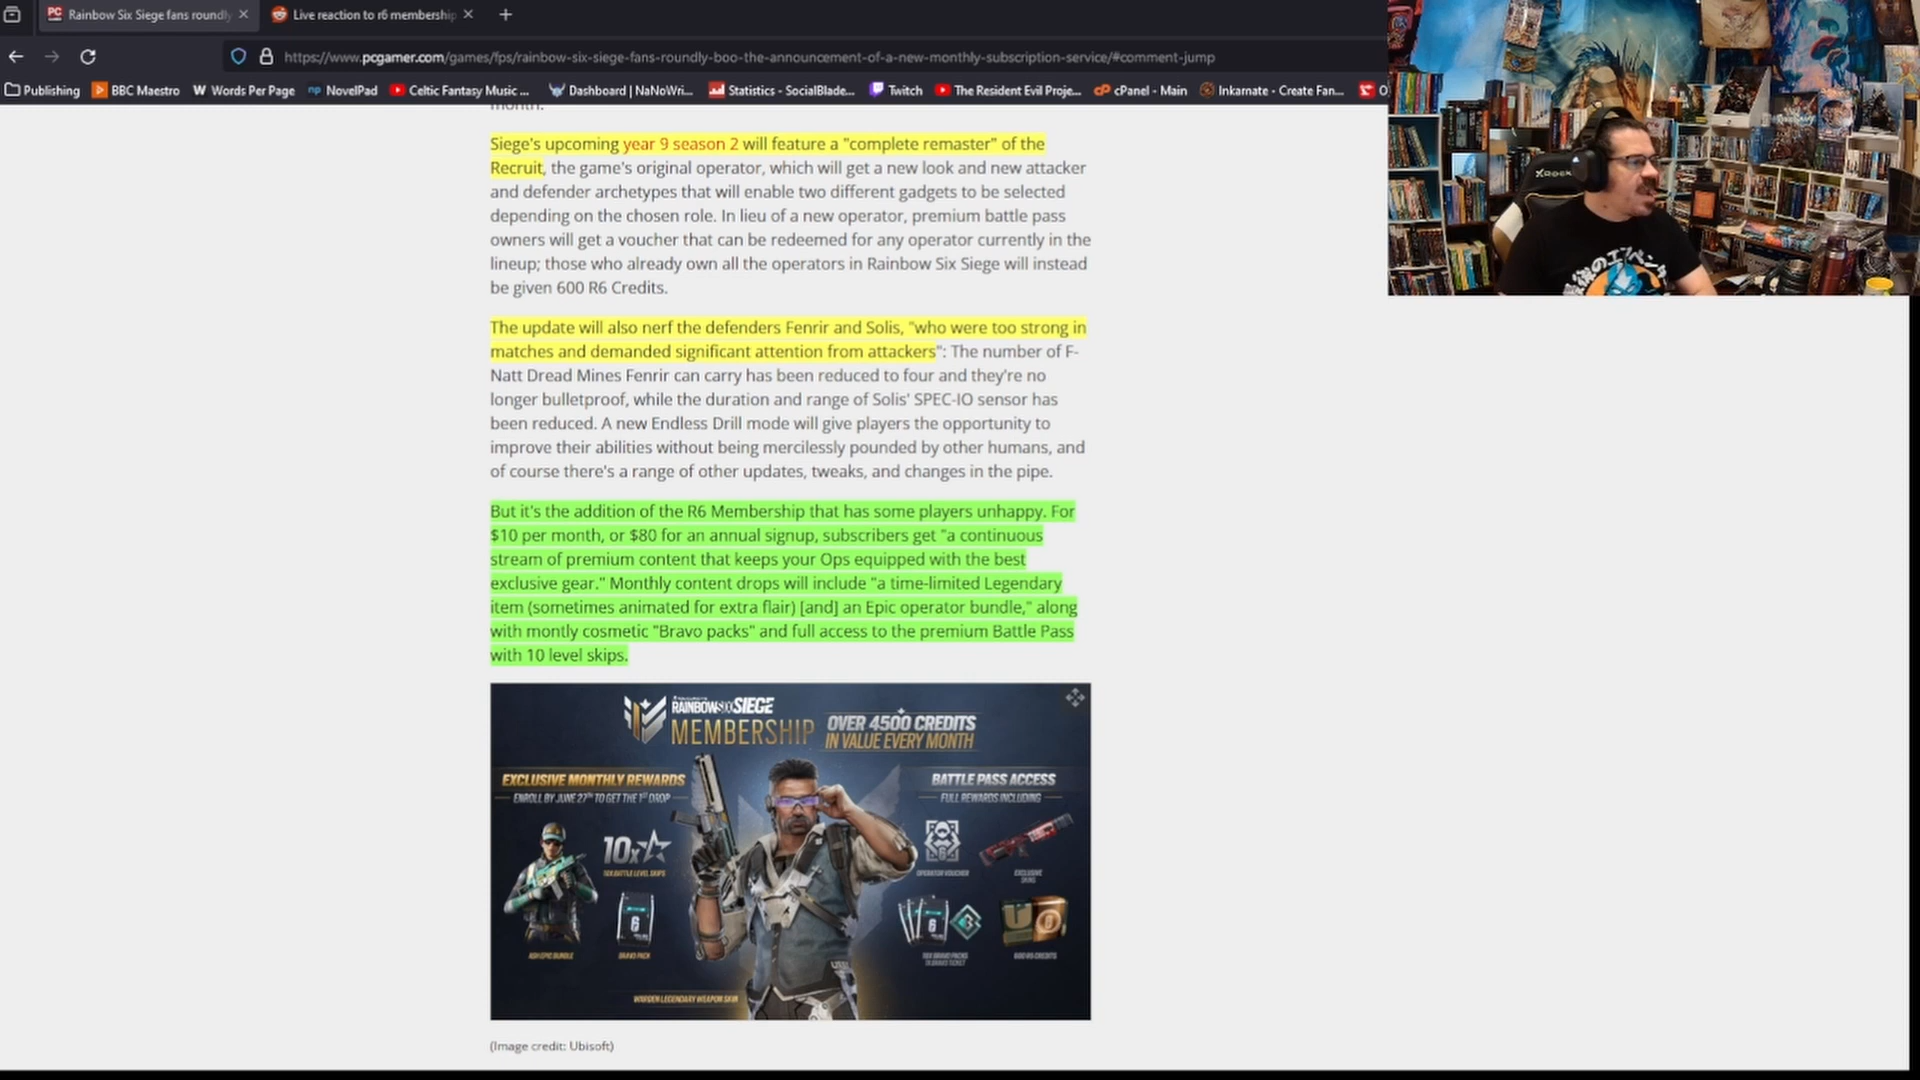 Rainbow Six Siege fans roundly
Live reaction to r6 membership
https://www.pcgamer.com/games/fps/rainbow-six-siege-fans-roundly-boo-the-announcement-of-a-new-monthly-subscription-service/#comment-jump
Publishing BBC Maestro W Words Per Page np NovelPad Celtic Fantasy Music ... Dashboard | NaNoWri... Statistics - SocialBlade... Twitch The Resident Evil Proje... cPanel - Main Inkarnate - Create Fan...
month.
Siege's upcoming year 9 season 2 will feature a "complete remaster" of the
Recruit, the game's original operator, which will get a new look and new attacker
and defender archetypes that will enable two different gadgets to be selected
depending on the chosen role. In lieu of a new operator, premium battle pass
owners will get a voucher that can be redeemed for any operator currently in the
lineup; those who already own all the operators in Rainbow Six Siege will instead
be given 600 R6 Credits.
The update will also nerf the defenders Fenrir and Solis, "who were too strong in
matches and demanded significant attention from attackers": The number of F-
Natt Dread Mines Fenrir can carry has been reduced to four and they're no
longer bulletproof, while the duration and range of Solis' SPEC-IO sensor has
been reduced. A new Endless Drill mode will give players the opportunity to
improve their abilities without being mercilessly pounded by other humans, and
of course there's a range of other updates, tweaks, and changes in the pipe.
But it's the addition of the R6 Membership that has some players unhappy. For
$10 per month, or $80 for an annual signup, subscribers get "a continuous
stream of premium content that keeps your Ops equipped with the best
exclusive gear." Monthly content drops will include "a time-limited Legendary
item (sometimes animated for extra flair) [and] an Epic operator bundle," along
with montly cosmetic "Bravo packs" and full access to the premium Battle Pass
with 10 level skips.
RAINBOW SIX SIEGE
MEMBERSHIP
OVER 4500 CREDITS
IN VALUE EVERY MONTH
EXCLUSIVE MONTHLY REWARDS
ENROLL BY JUNE 27TH TO GET THE 1ST DROP
10x
10X BATTLE LEVEL SKIPS
ASH EPIC BUNDLE
BRAVO PACK
WARDEN LEGENDARY WEAPON SKIN
BATTLE PASS ACCESS
FULL REWARDS INCLUDING
OPERATOR VOUCHER
EXCLUSIVE
SKINS
600 R6 CREDITS
(Image credit: Ubisoft)